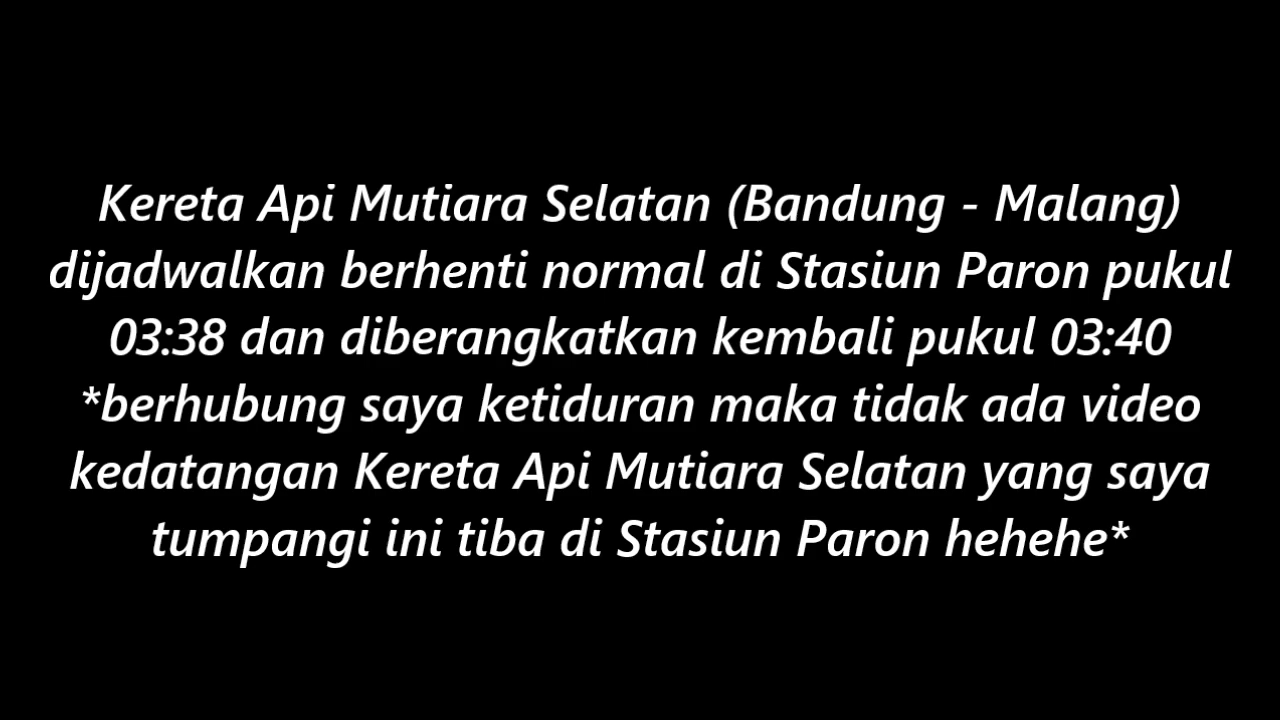 Kereta Api Mutiara Selatan (Bandung - Malang)
dijadwalkan berhenti normal di Stasiun Paron pukul
03:38 dan diberangkatkan kembali pukul 03:40
*berhubung saya ketiduran maka tidak ada video
kedatangan Kereta Api Mutiara Selatan yang saya
tumpangi ini tiba di Stasiun Paron hehehe*